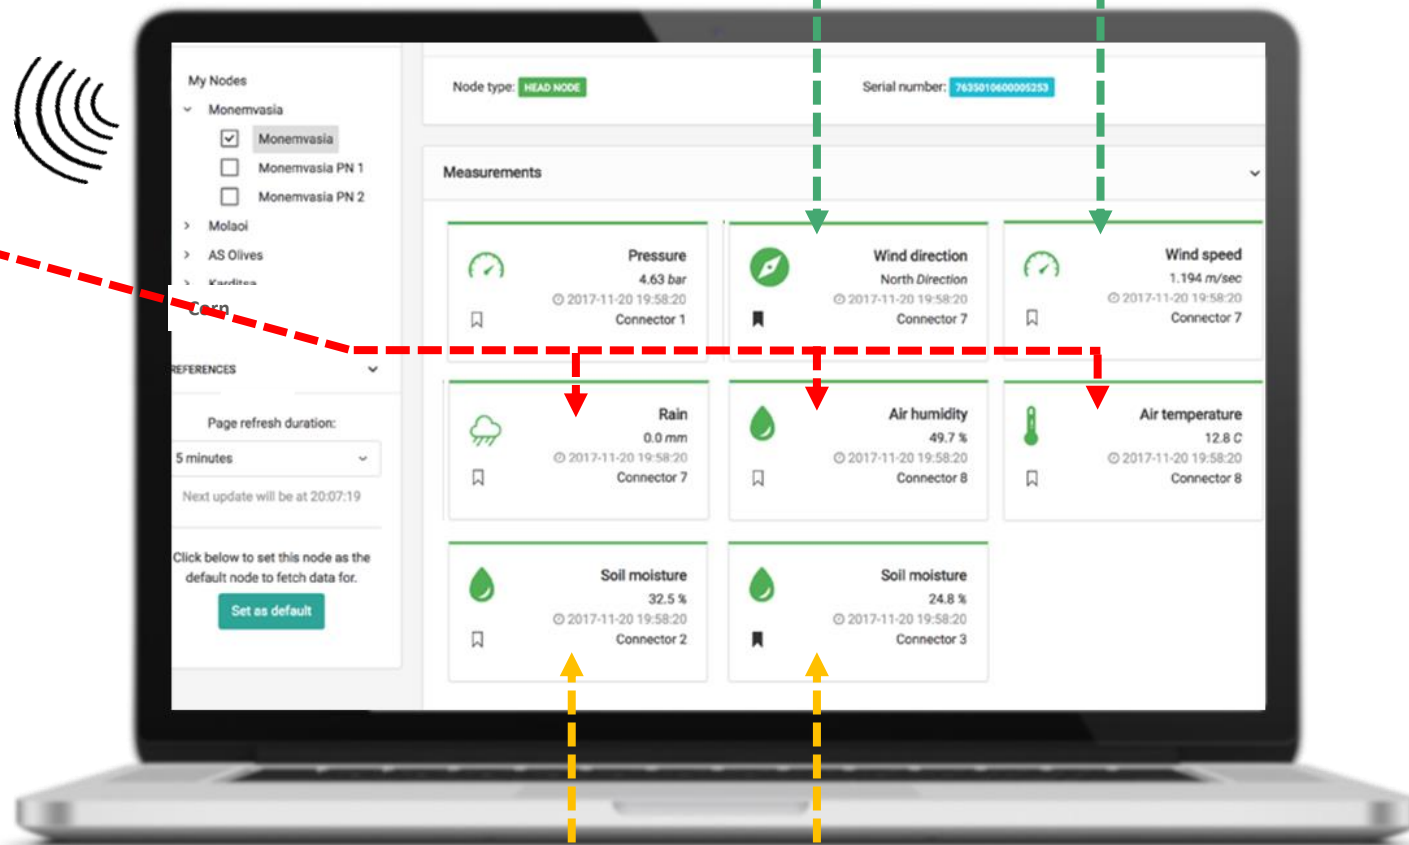 My Nodes
Monemvasia
Monemvasia
Monemvasia PN 1
Monemvasia PN 2
Molaoi
AS Olives
Karditsa
Corn
REFERENCES
Page refresh duration:
5 minutes
Next update will be at 20:07:19
Click below to set this node as the
default node to fetch data for.
Set as default
Node type: HEAD NODE
Serial number: 7635010600005253
Measurements
Pressure
4.63 bar
2017-11-20 19:58:20
Connector 1
Wind direction
North Direction
2017-11-20 19:58:20
Connector 7
Wind speed
1.194 m/sec
2017-11-20 19:58:20
Connector 7
Rain
0.0 mm
2017-11-20 19:58:20
Connector 7
Air humidity
49.7 %
2017-11-20 19:58:20
Connector 8
Air temperature
12.8 C
2017-11-20 19:58:20
Connector 8
Soil moisture
32.5 %
2017-11-20 19:58:20
Connector 2
Soil moisture
24.8 %
2017-11-20 19:58:20
Connector 3